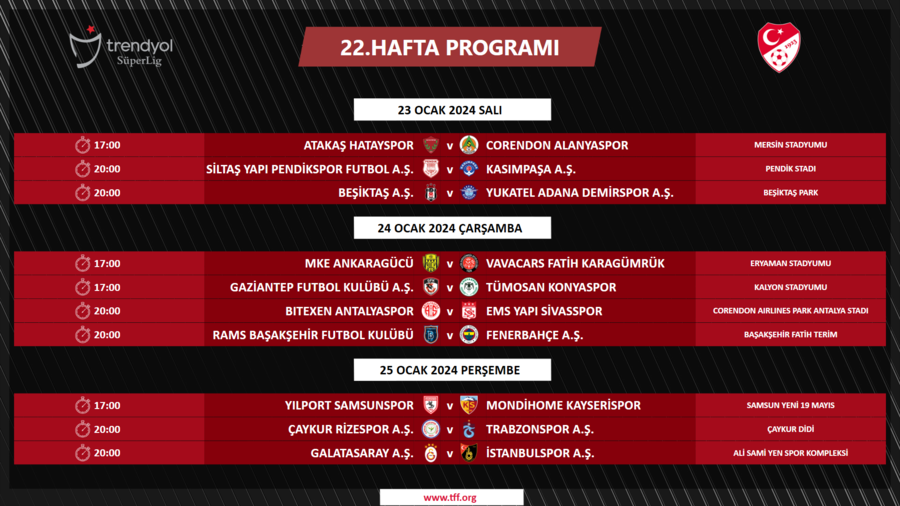 trendyol
SüperLig
22.HAFTA PROGRAMI
1923
23 OCAK 2024 SALI
17:00 ATAKAŞ HATAYSPOR v CORENDON ALANYASPOR MERSİN STADYUMU
20:00 SİLTAŞ YAPI PENDİKSPOR FUTBOL A.Ş. v KASIMPAŞA A.Ş. PENDİK STADI
20:00 BEŞİKTAŞ A.Ş. v YUKATEL ADANA DEMİRSPOR A.Ş. BEŞİKTAŞ PARK
24 OCAK 2024 ÇARŞAMBA
17:00 MKE ANKARAGÜCÜ v VAVACARS FATİH KARAGÜMRÜK ERYAMAN STADYUMU
17:00 GAZİANTEP FUTBOL KULÜBÜ A.Ş. v TÜMOSAN KONYASPOR KALYON STADYUMU
20:00 BITEXEN ANTALYASPOR v EMS YAPI SİVASSPOR CORENDON AIRLINES PARK ANTALYA STADI
20:00 RAMS BAŞAKŞEHİR FUTBOL KULÜBÜ v FENERBAHÇE A.Ş. BAŞAKŞEHİR FATİH TERİM
25 OCAK 2024 PERŞEMBE
17:00 YILPORT SAMSUNSPOR v MONDİHOME KAYSERİSPOR SAMSUN YENİ 19 MAYIS
20:00 ÇAYKUR RİZESPOR A.Ş. v TRABZONSPOR A.Ş. ÇAYKUR DİDİ
20:00 GALATASARAY A.Ş. v İSTANBULSPOR A.Ş. ALİ SAMİ YEN SPOR KOMPLEKSİ
www.tff.org